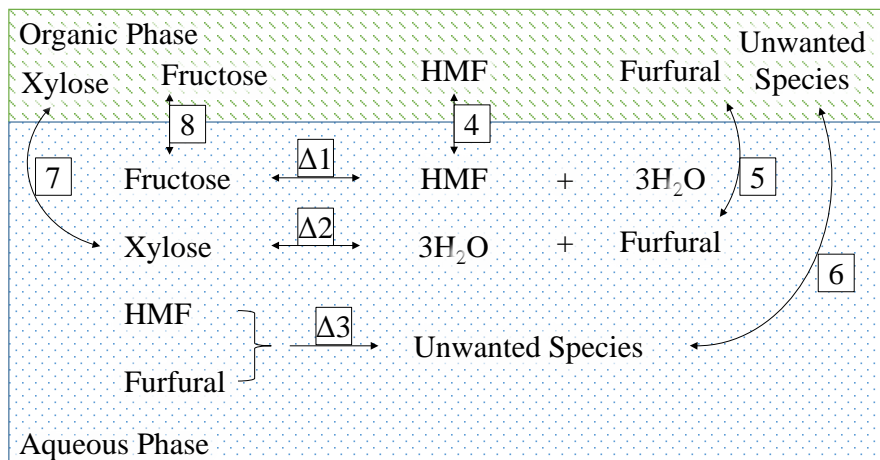 Organic Phase
Unwanted
Species
Xylose
Fructose
HMF
Furfural
8
4
7
Fructose
Δ1
HMF
+
3H₂O
5
Xylose
Δ2
3H₂O
+
Furfural
6
HMF
Furfural
Δ3
Unwanted Species
Aqueous Phase